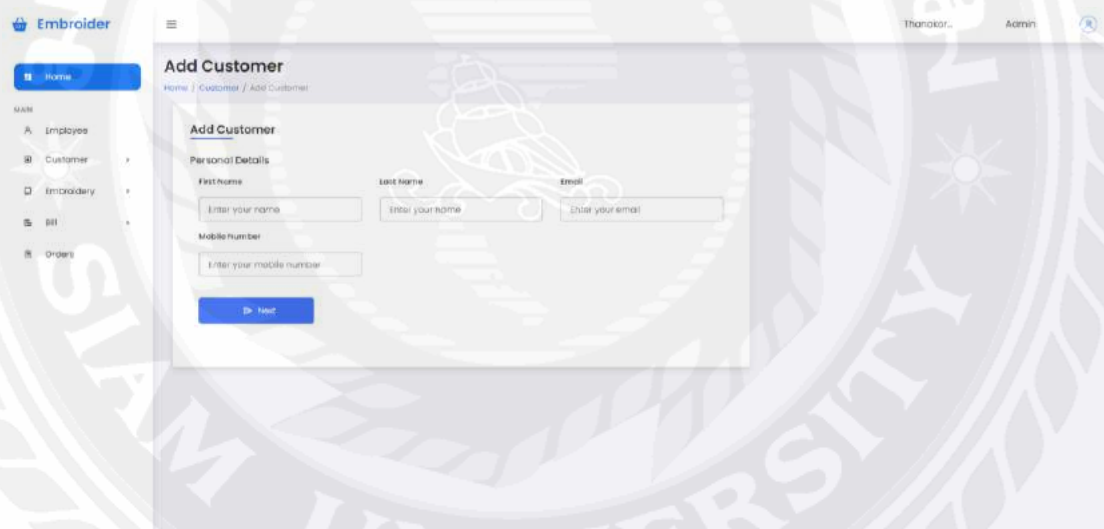 Embroider
Thanakor... Admin
Home
MAIN
Employee
Customer
Embroidery
Bill
Orders
Add Customer
Home / Customer / Add Customer
Add Customer
Personal Details
First Name Last Name Email
Enter your name Enter your name Enter your email
Mobile Number
Enter your mobile number
Next
SIAM UNIVERSITY